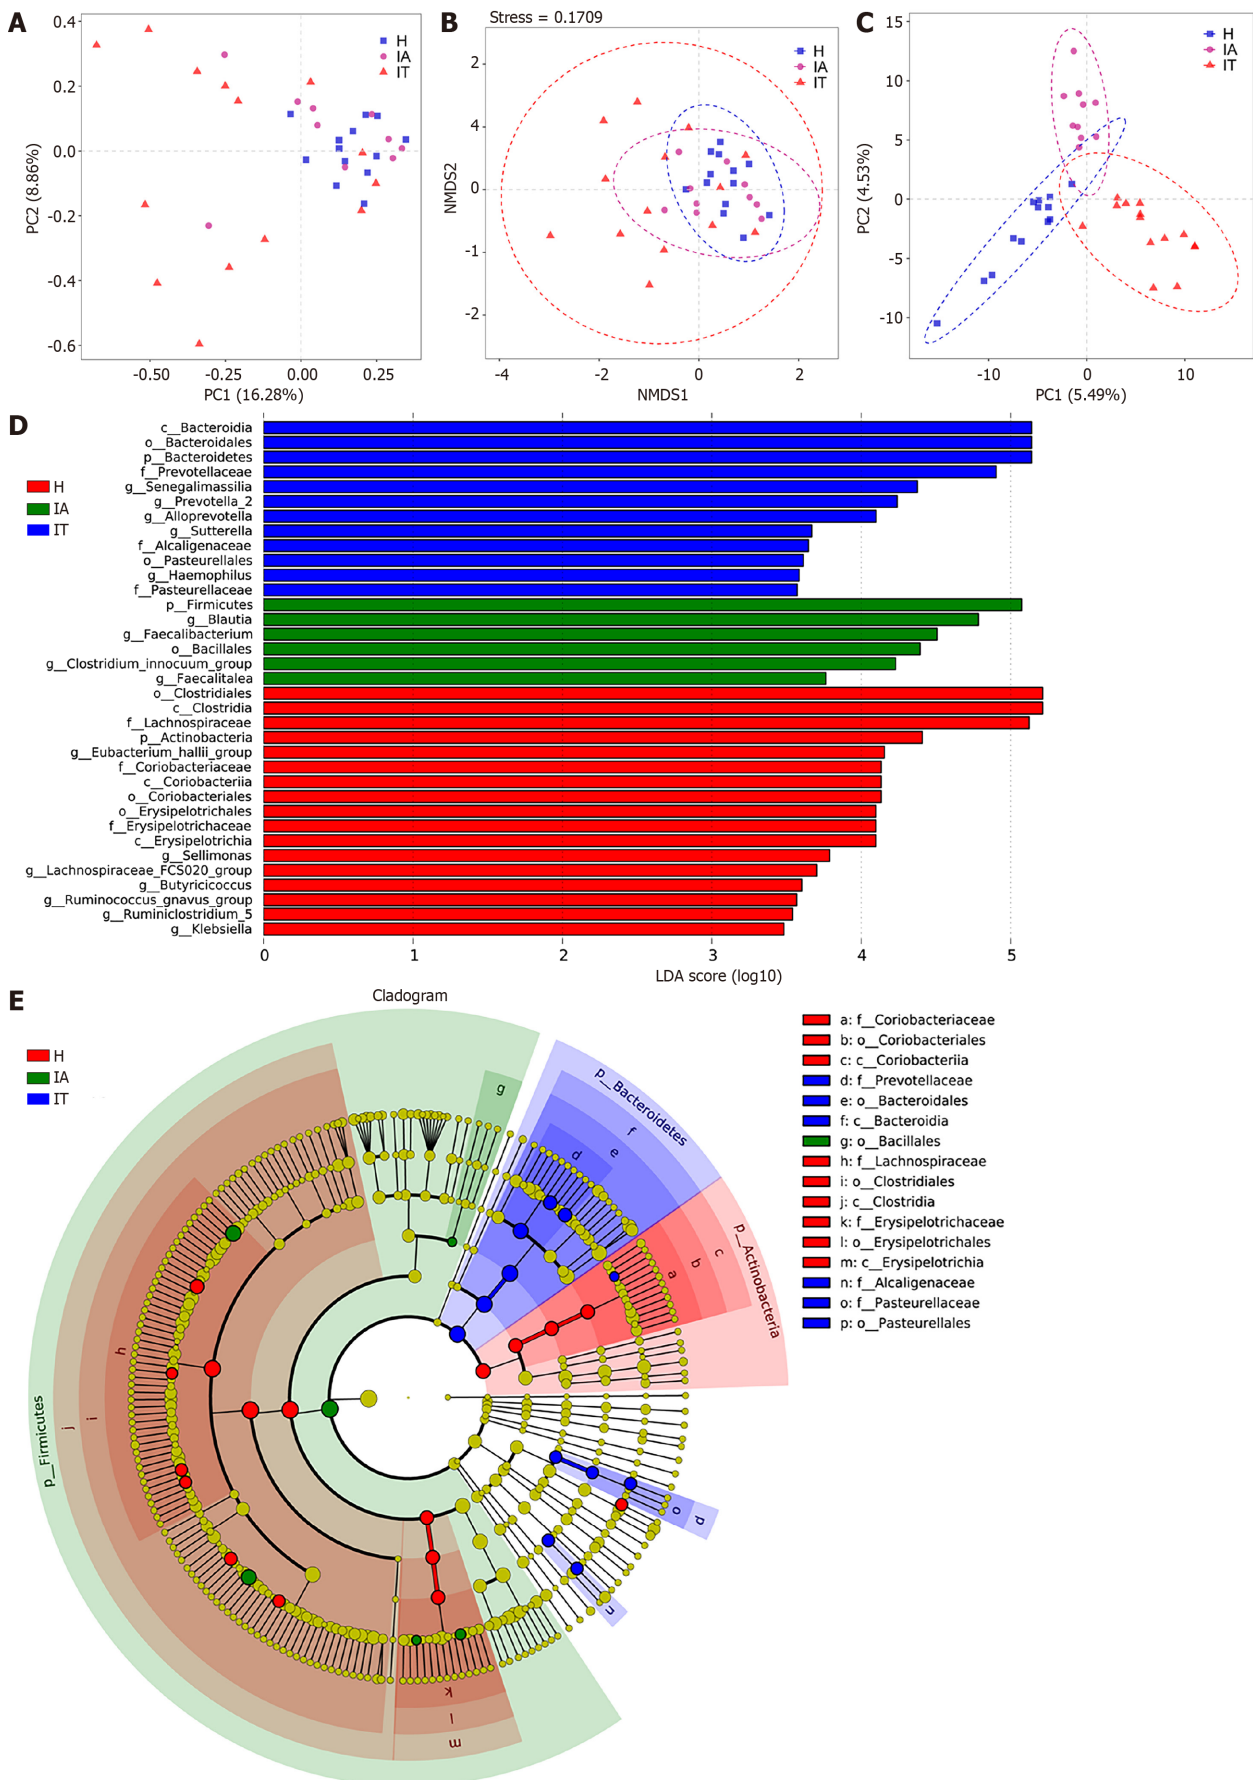 A
0.4
0.2
0.0
-0.2
-0.4
-0.6
PC2 (8.86%)
H
IA
IT
-0.50
-0.25
0.00
0.25
PC1 (16.28%)
B
Stress = 0.1709
2
4
0
-1
-2
NMDS2
H
IA
IT
-4
-2
0
2
NMDS1
C
15
10
5
0
-5
-10
PC2 (4.53%)
H
IA
IT
-10
0
10
PC1 (5.49%)
D
H
IA
IT
c__Bacteroidia
o__Bacteroidales
p__Bacteroidetes
f__Prevotellaceae
g__Senegalimassilia
g__Prevotella_2
g__Alloprevotella
g__Sutterella
f__Alcaligenaceae
o__Pasteurellales
g__Haemophilus
f__Pasteurellaceae
p__Firmicutes
g__Blautia
g__Faecalibacterium
o__Bacillales
g__Clostridium_innocuum_group
g__Faecalitalea
o__Clostridiales
c__Clostridia
f__Lachnospiraceae
p__Actinobacteria
g__Eubacterium_hallii_group
f__Coriobacteriaceae
c__Coriobacteriia
o__Coriobacteriales
o__Erysipelotrichales
f__Erysipelotrichaceae
c__Erysipelotrichia
g__Sellimonas
g__Lachnospiraceae_FCS020_group
g__Butyricicoccus
g__Ruminococcus_gnavus_group
g__Ruminiclostridium_5
g__Klebsiella
0
1
2
3
4
5
LDA score (log10)
E
Cladogram
H
IA
IT
p__Firmicutes
j
i
h
g
p__Bacteroidetes
f
e
d
p__Actinobacteria
c
b
a
p
o
n
k
l
m
a: f__Coriobacteriaceae
b: o__Coriobacteriales
c: c__Coriobacteriia
d: f__Prevotellaceae
e: o__Bacteroidales
f: c__Bacteroidia
g: o__Bacillales
h: f__Lachnospiraceae
i: o__Clostridiales
j: c__Clostridia
k: f__Erysipelotrichaceae
l: o__Erysipelotrichales
m: c__Erysipelotrichia
n: f__Alcaligenaceae
o: f__Pasteurellaceae
p: o__Pasteurellales